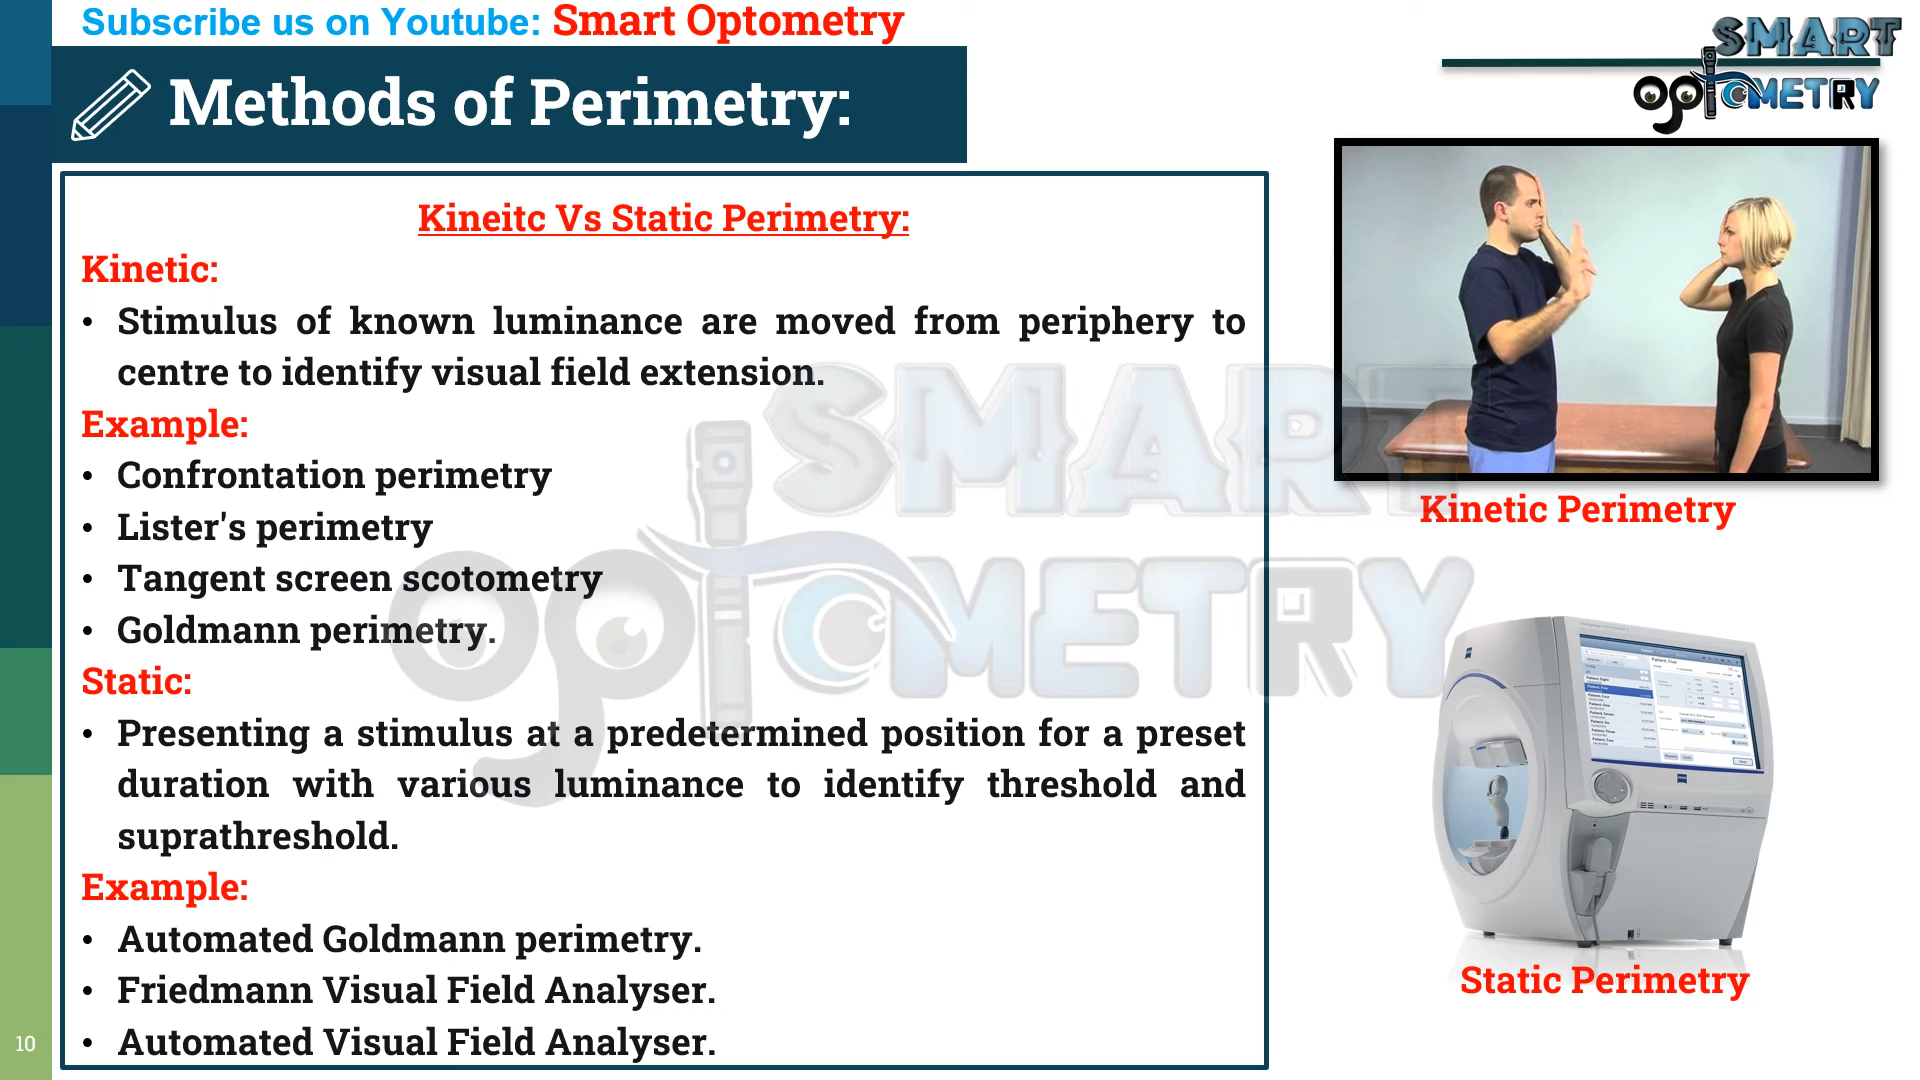 Subscribe us on Youtube: Smart Optometry
SMART
OptOMETRY
Methods of Perimetry:
Kineitc Vs Static Perimetry:
Kinetic:
• Stimulus of known luminance are moved from periphery to
centre to identify visual field extension.
Example:
• Confrontation perimetry
• Lister's perimetry
• Tangent screen scotometry
• Goldmann perimetry.
Static:
• Presenting a stimulus at a predetermined position for a preset
duration with various luminance to identify threshold and
suprathreshold.
Example:
• Automated Goldmann perimetry.
• Friedmann Visual Field Analyser.
• Automated Visual Field Analyser.
Kinetic Perimetry
Static Perimetry
SMART
OptOMETRY
10